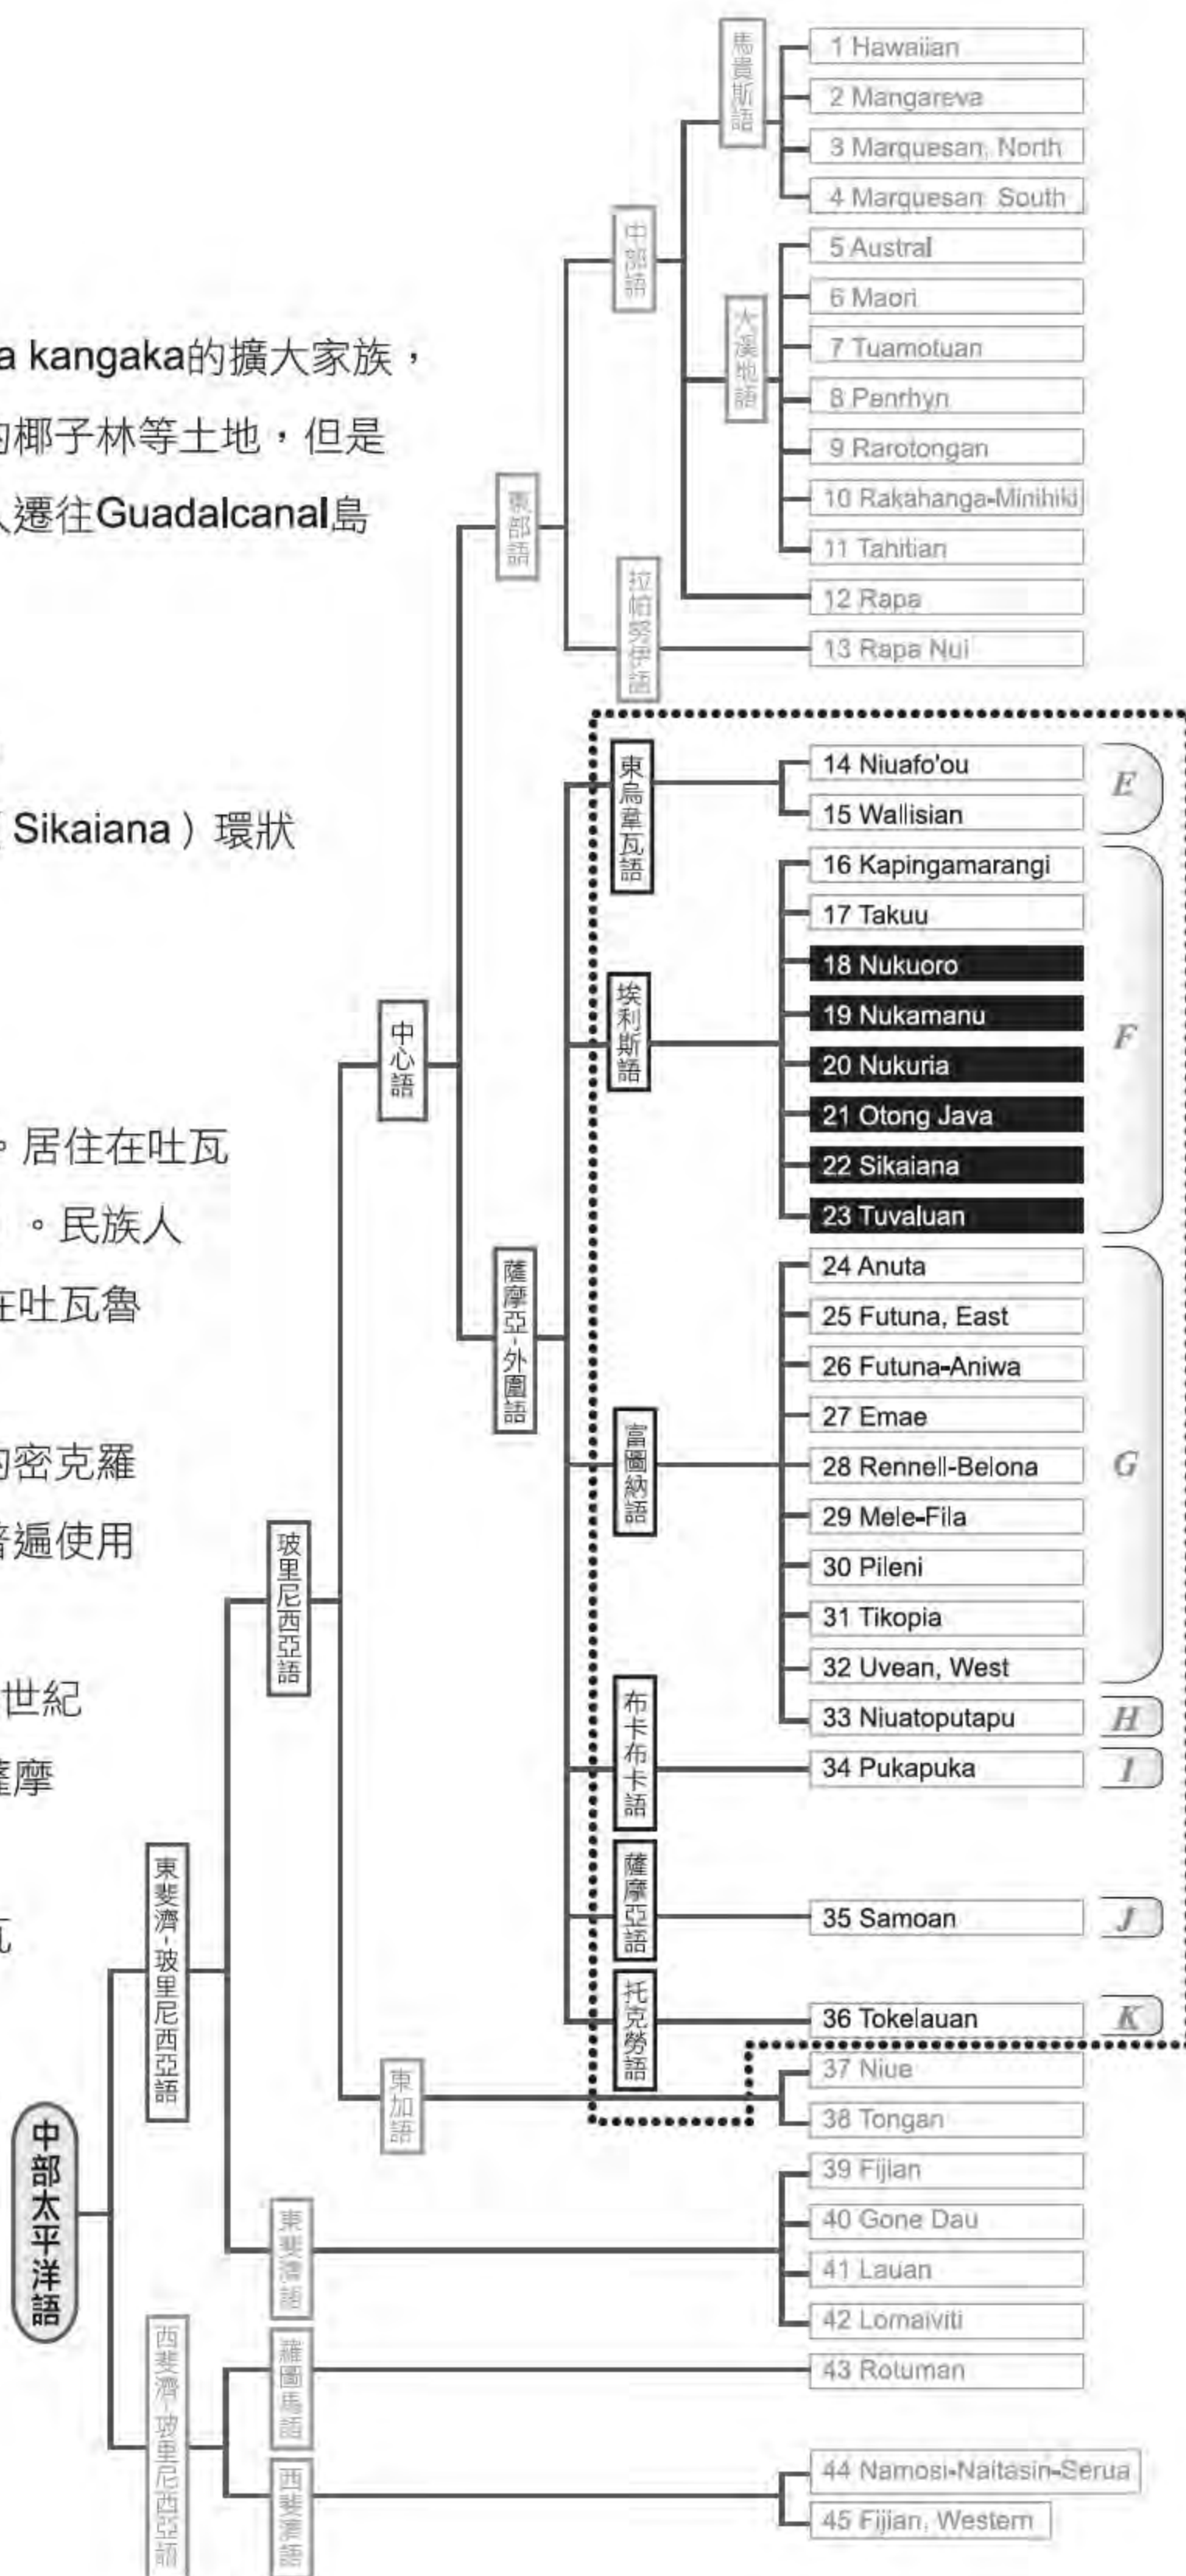 a kangaka的擴大家族，
的椰子林等土地，但是
人遷往Guadalcanal島
Sikaiana）環狀
。居住在吐瓦
）。民族人
在吐瓦魯
的密克羅
普遍使用
世紀
薩摩
瓦
中部太平洋語
東斐濟-玻里尼西亞語
西斐濟-玻里尼西亞語
玻里尼西亞語
東斐濟語
羅圖馬語
西斐濟語
中心語
東加語
東部語
薩摩亞-外圍語
中部語
拉帕努伊語
馬貴斯語
大溪地語
東烏韋瓦語
埃利斯語
富圖納語
布卡布卡語
薩摩亞語
托克勞語
1 Hawaiian
2 Mangareva
3 Marquesan, North
4 Marquesan South
5 Austral
6 Maori
7 Tuamotuan
8 Penrhyn
9 Rarotongan
10 Rakahanga-Minihiki
11 Tahitian
12 Rapa
13 Rapa Nui
14 Niuafo'ou
15 Wallisian
E
16 Kapingamarangi
17 Takuu
18 Nukuoro
19 Nukamanu
20 Nukuria
21 Otong Java
22 Sikaiana
23 Tuvaluan
F
24 Anuta
25 Futuna, East
26 Futuna-Aniwa
27 Emae
28 Rennell-Belona
29 Mele-Fila
30 Pileni
31 Tikopia
32 Uvean, West
G
33 Niuatoputapu
H
34 Pukapuka
I
35 Samoan
J
36 Tokelauan
K
37 Niue
38 Tongan
39 Fijian
40 Gone Dau
41 Lauan
42 Lomaiviti
43 Rotuman
44 Namosi-Naitasin-Serua
45 Fijian, Western